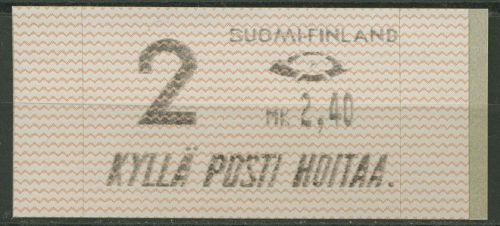 SUOMI-FINLAND
2
MK 2,40
KYLLÄ POSTI HOITAA.